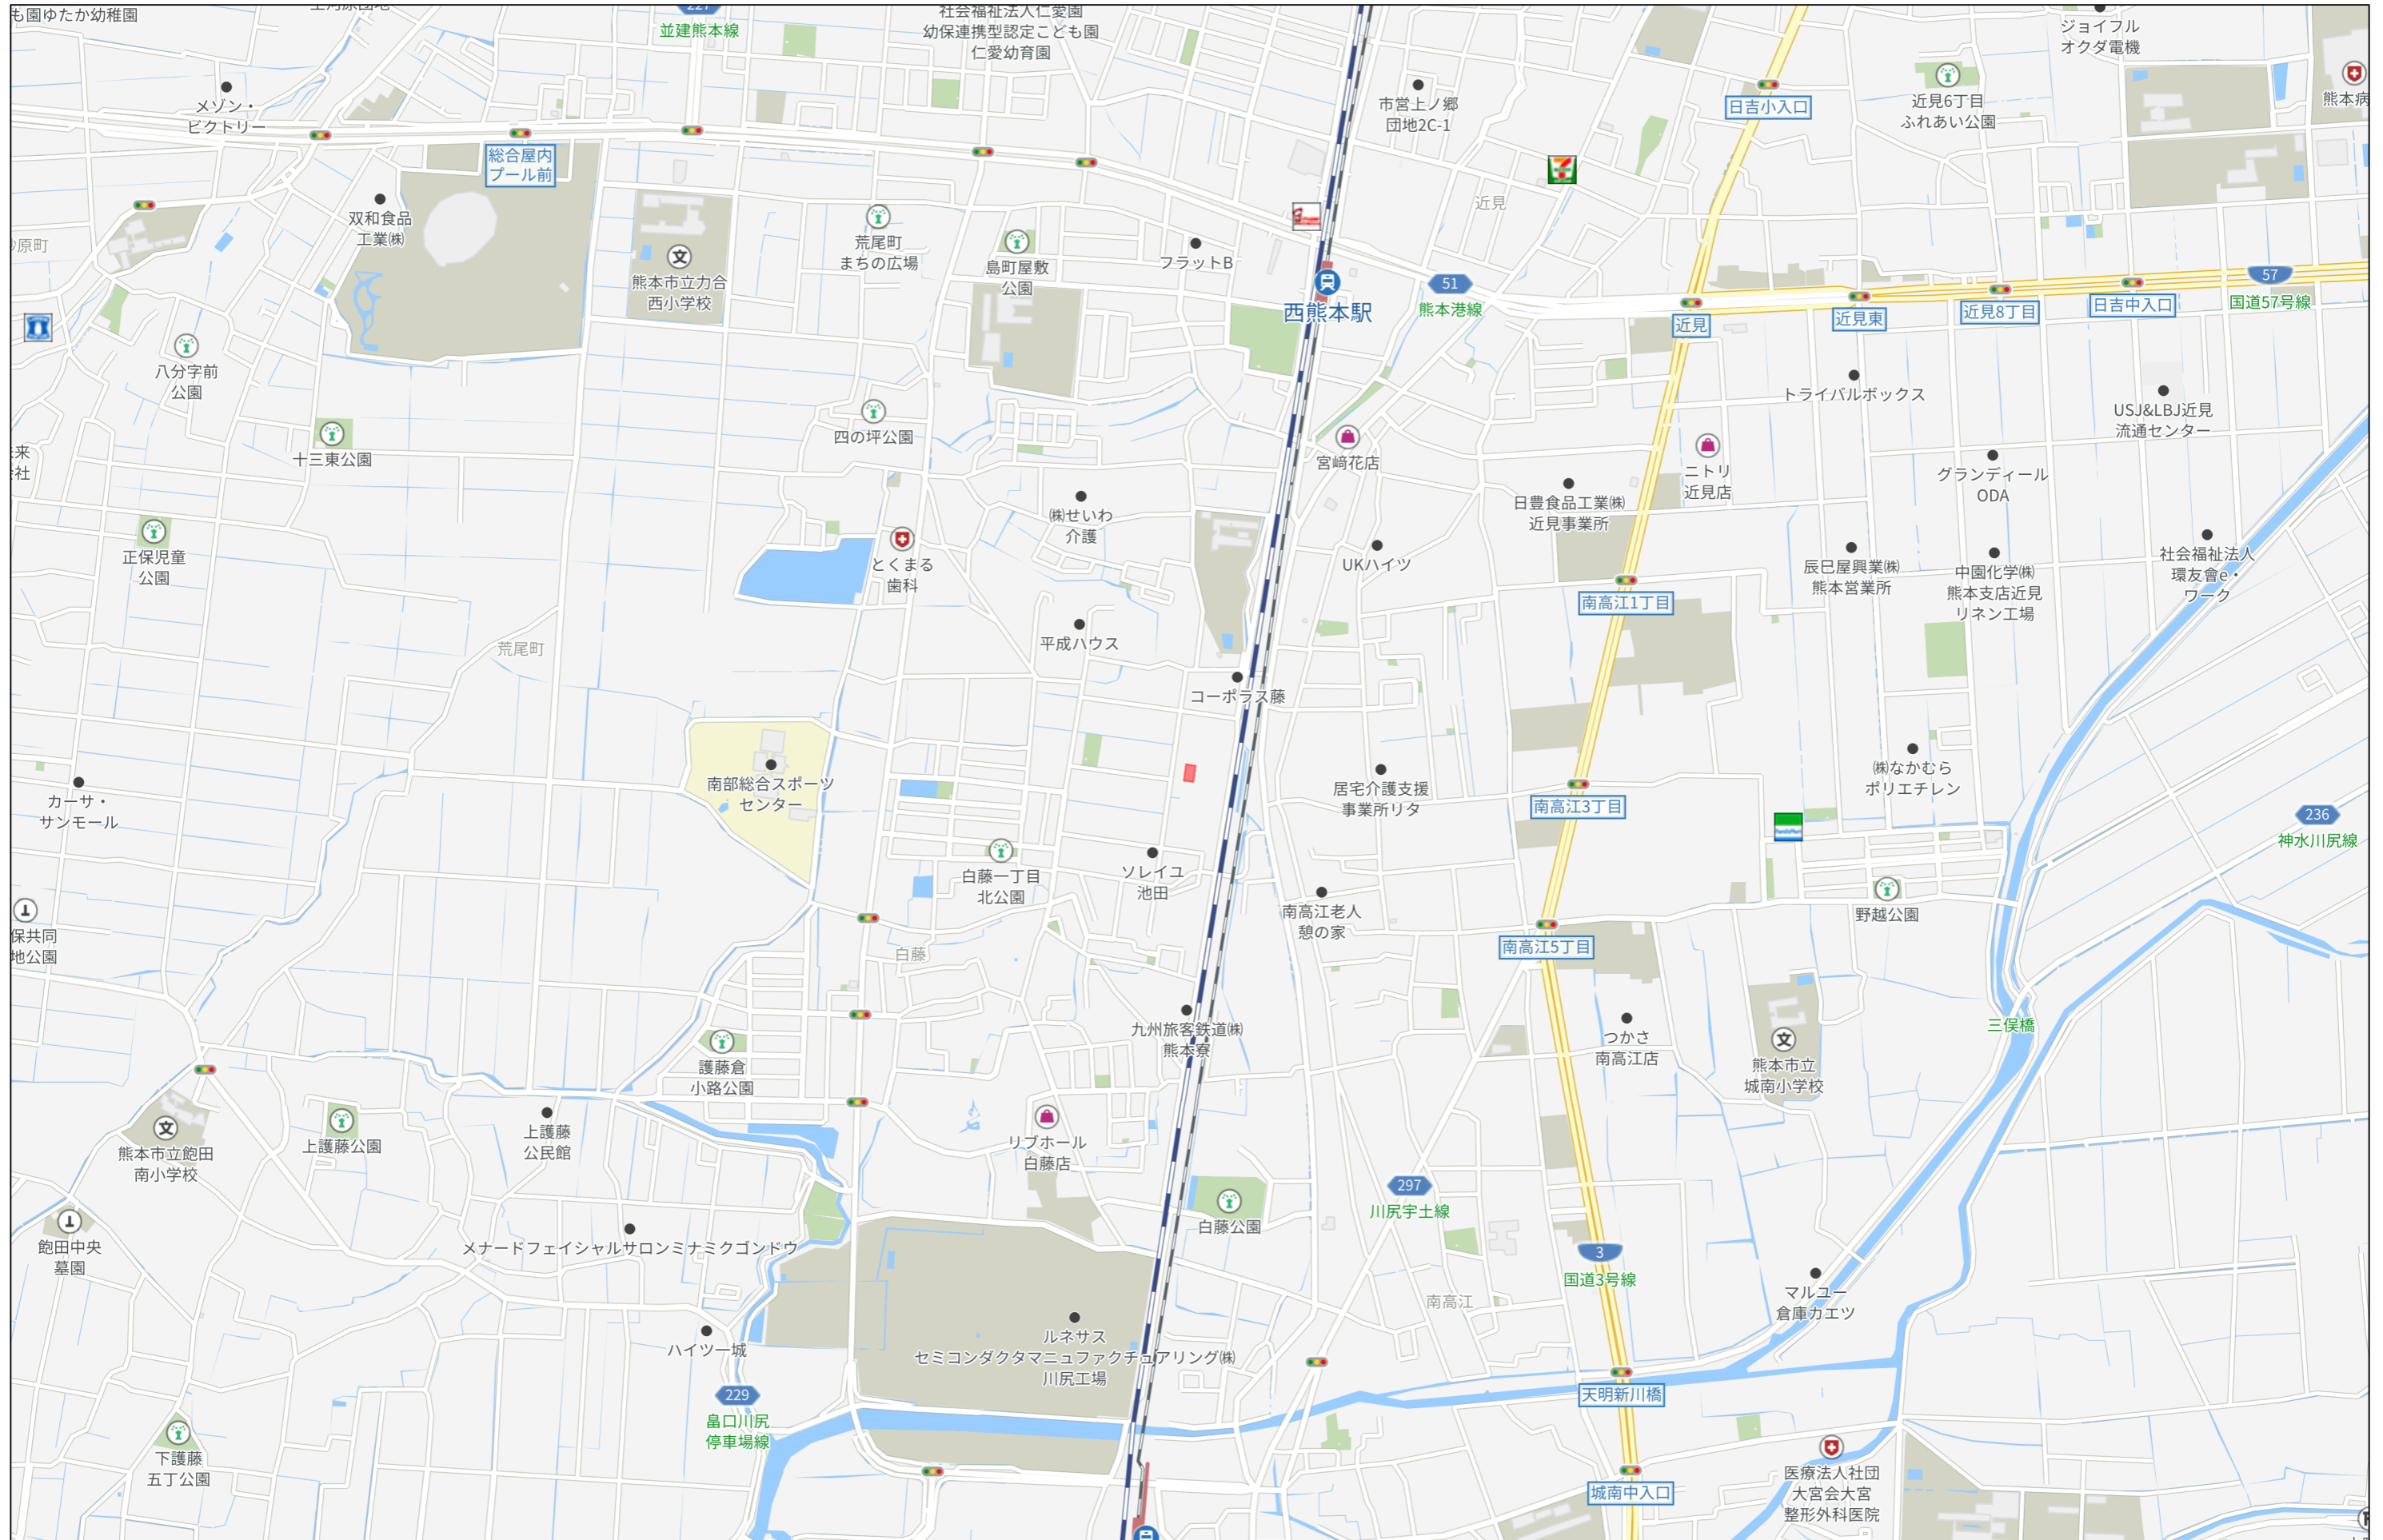 も園ゆたか幼稚園
227
並建熊本線
社会福祉法人仁愛園
幼保連携型認定こども園
仁愛幼育園
ジョイフル
オクダ電機
メゾン・
ビクトリー
市営上ノ郷
団地2C-1
日吉小入口
近見6丁目
ふれあい公園
熊本病
総合屋内
プール前
双和食品
工業㈱
近見
荒尾町
まちの広場
島町屋敷
公園
フラットB
熊本市立力合
西小学校
原町
西熊本駅
51
熊本港線
近見
近見東
近見8丁目
日吉中入口
57
国道57号線
八分字前
公園
トライバルボックス
USJ&LBJ近見
流通センター
四の坪公園
十三東公園
宮﨑花店
ニトリ
近見店
グランディール
ODA
来
社
㈱せいわ
介護
日豊食品工業㈱
近見事業所
正保児童
公園
とくまる
歯科
UKハイツ
辰巳屋興業㈱
熊本営業所
中園化学㈱
熊本支店近見
リネン工場
社会福祉法人
環友會e・
ワーク
南高江1丁目
荒尾町
平成ハウス
コーポラス藤
南部総合スポーツ
センター
カーサ・
サンモール
居宅介護支援
事業所リタ
南高江3丁目
㈱なかむら
ポリエチレン
236
神水川尻線
FamilyMart
白藤一丁目
北公園
ソレイユ
池田
南高江老人
憩の家
野越公園
保共同
地公園
白藤
南高江5丁目
九州旅客鉄道㈱
熊本寮
つかさ
南高江店
三俣橋
護藤倉
小路公園
熊本市立
城南小学校
熊本市立飽田
南小学校
上護藤公園
上護藤
公民館
リブホール
白藤店
297
川尻宇土線
白藤公園
飽田中央
墓園
メナードフェイシャルサロンミナミクゴンドウ
3
国道3号線
マルユー
倉庫カエツ
南高江
ハイツ一城
ルネサス
セミコンダクタマニュファクチュアリング㈱
川尻工場
229
畠口川尻
停車場線
天明新川橋
下護藤
五丁公園
城南中入口
医療法人社団
大宮会大宮
整形外科医院